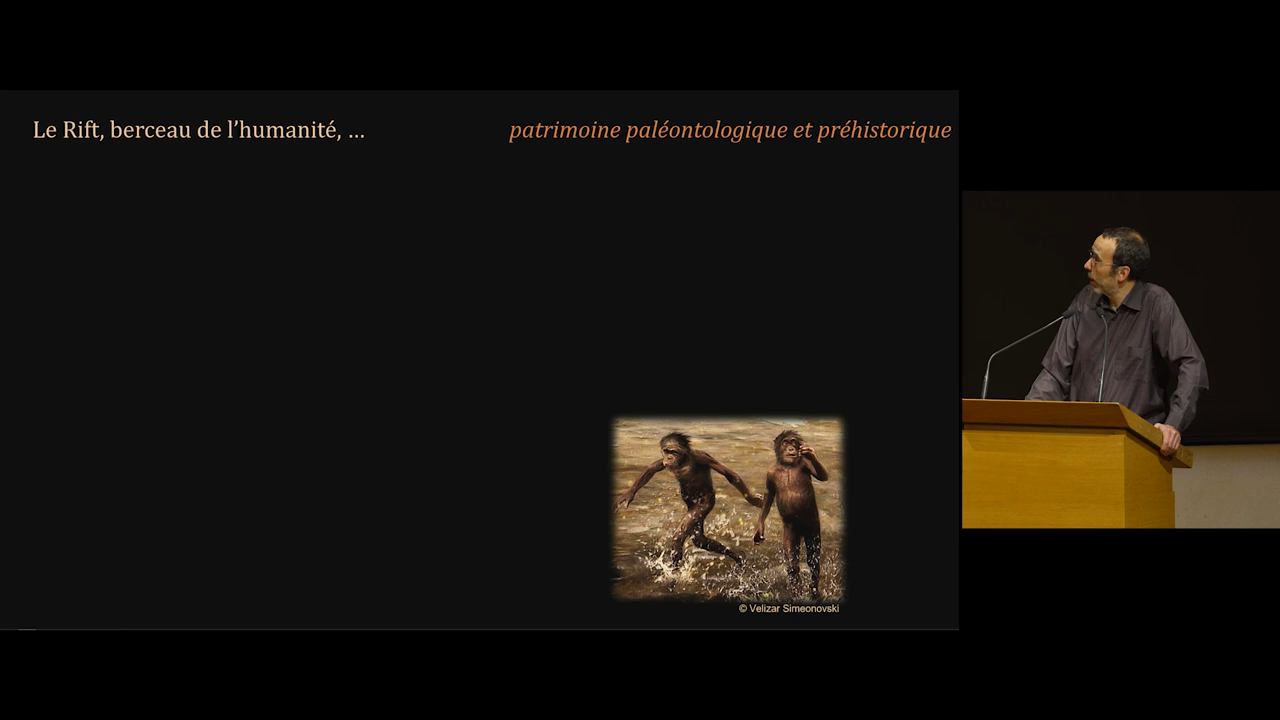 Le Rift, berceau de l’humanité, …
patrimoine paléontologique et préhistorique
© Velizar Simeonovski